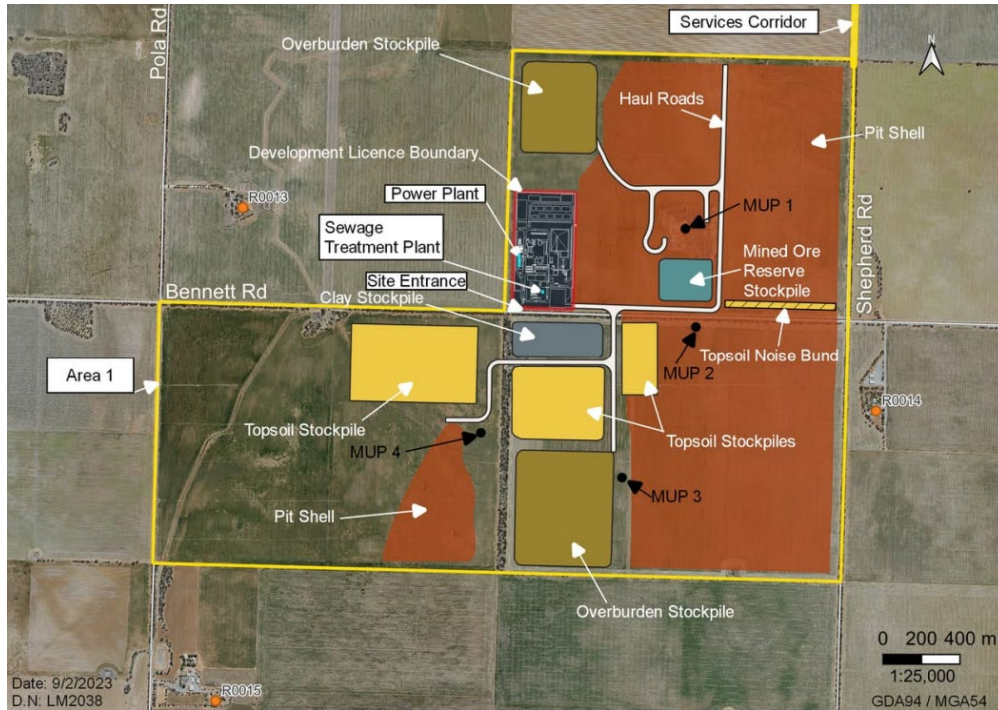 Services Corridor
Pola Rd
Overburden Stockpile
N
Haul Roads
Pit Shell
Development Licence Boundary
Power Plant
R0013
MUP 1
Sewage
Treatment Plant
Mined Ore
Reserve
Stockpile
Shepherd Rd
Site Entrance
Bennett Rd
Clay Stockpile
Topsoil Noise Bund
Area 1
MUP 2
R0014
Topsoil Stockpile
Topsoil Stockpiles
MUP 4
MUP 3
Pit Shell
Overburden Stockpile
0 200 400 m
1:25,000
Date: 9/2/2023
D.N: LM2038
R0015
GDA94 / MGA54